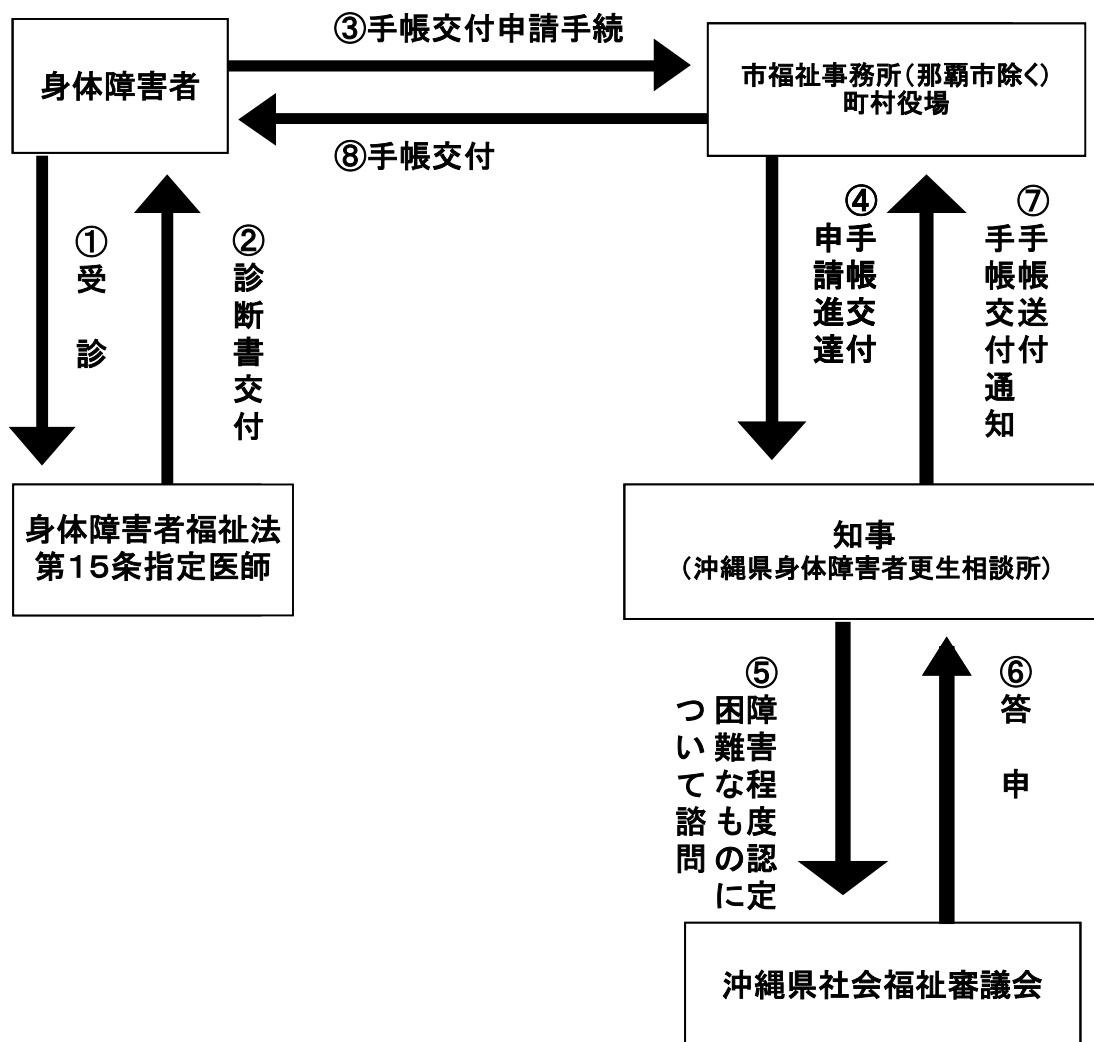 ③手帳交付申請手続
身体障害者
市福祉事務所（那覇市除く）
町村役場
⑧手帳交付
①受　診
②診断書交付
④手帳交付
申請進達
⑦手帳送付
手帳交付通知
身体障害者福祉法
第１５条指定医師
知事
（沖縄県身体障害者更生相談所）
⑤障害程度認定
困難なものに
ついて諮問
⑥答　申
沖縄県社会福祉審議会